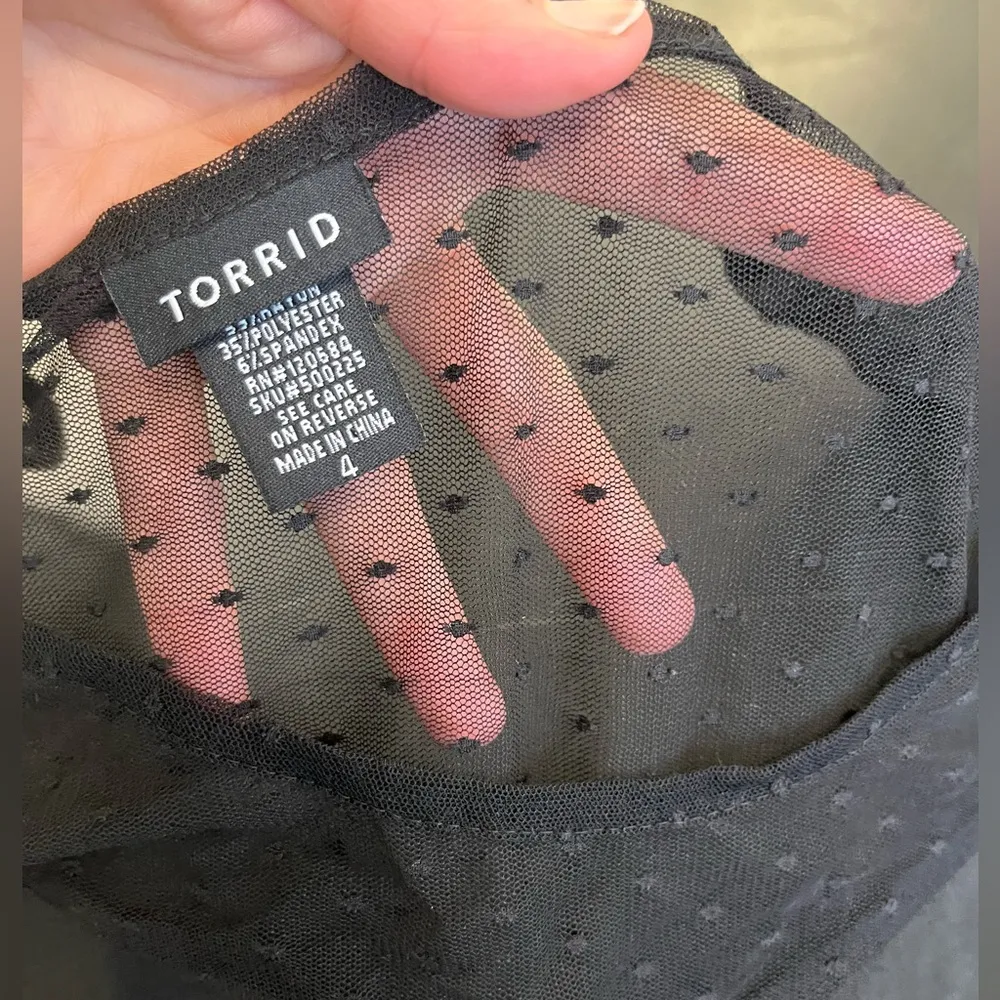 TORRID
35%POLYESTER
6%SPANDEX
RN#120684
SKU#500225
SEE CARE
ON REVERSE
MADE IN CHINA
4